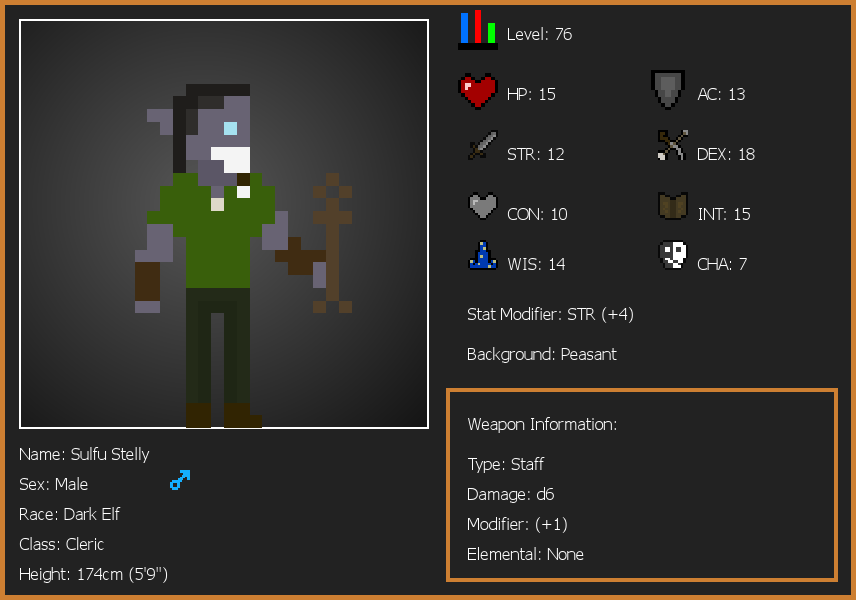 Level: 76
HP: 15
AC: 13
STR: 12
DEX: 18
CON: 10
INT: 15
WIS: 14
CHA: 7
Stat Modifier: STR (+4)
Background: Peasant
Weapon Information:
Type: Staff
Damage: d6
Modifier: (+1)
Elemental: None
Name: Sulfu Stelly
Sex: Male
Race: Dark Elf
Class: Cleric
Height: 174cm (5'9")